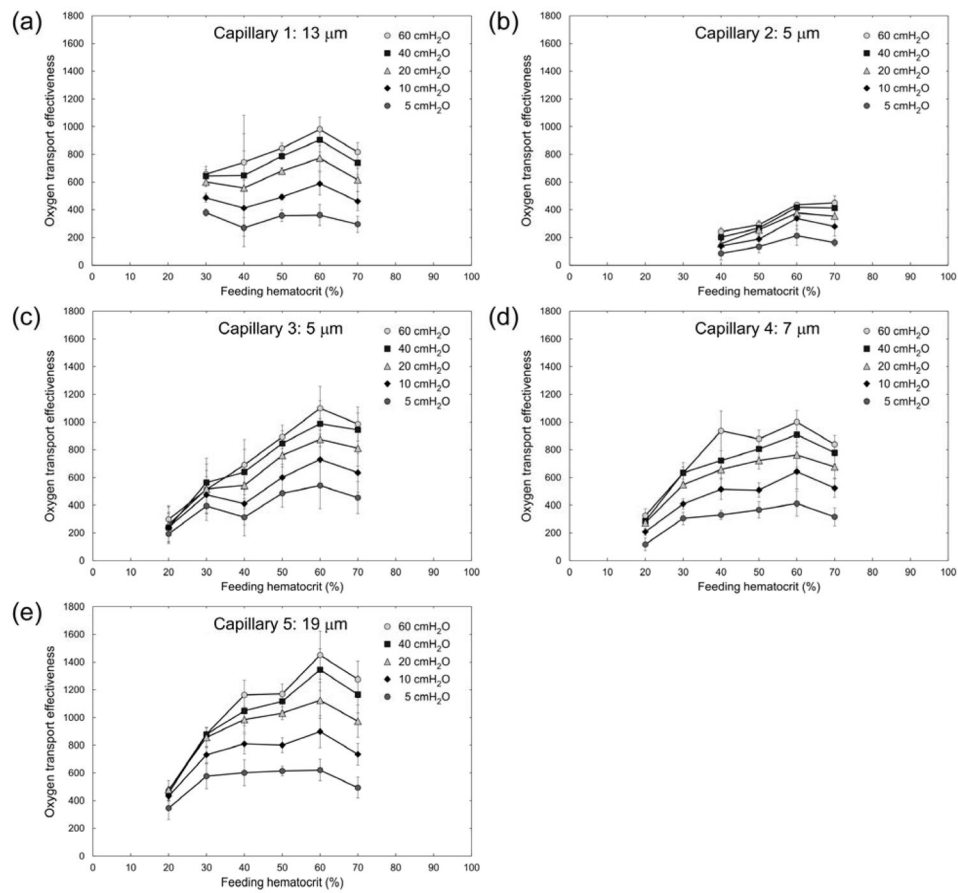 (a)
Capillary 1: 13 μm
60 cmH2O
40 cmH2O
20 cmH2O
10 cmH2O
5 cmH2O
Oxygen transport effectiveness
1800
1600
1400
1200
1000
800
600
400
200
0
0 10 20 30 40 50 60 70 80 90 100
Feeding hematocrit (%)
(b)
Capillary 2: 5 μm
60 cmH2O
40 cmH2O
20 cmH2O
10 cmH2O
5 cmH2O
Oxygen transport effectiveness
1800
1600
1400
1200
1000
800
600
400
200
0
0 10 20 30 40 50 60 70 80 90 100
Feeding hematocrit (%)
(c)
Capillary 3: 5 μm
60 cmH2O
40 cmH2O
20 cmH2O
10 cmH2O
5 cmH2O
Oxygen transport effectiveness
1800
1600
1400
1200
1000
800
600
400
200
0
0 10 20 30 40 50 60 70 80 90 100
Feeding hematocrit (%)
(d)
Capillary 4: 7 μm
60 cmH2O
40 cmH2O
20 cmH2O
10 cmH2O
5 cmH2O
Oxygen transport effectiveness
1800
1600
1400
1200
1000
800
600
400
200
0
0 10 20 30 40 50 60 70 80 90 100
Feeding hematocrit (%)
(e)
Capillary 5: 19 μm
60 cmH2O
40 cmH2O
20 cmH2O
10 cmH2O
5 cmH2O
Oxygen transport effectiveness
1800
1600
1400
1200
1000
800
600
400
200
0
0 10 20 30 40 50 60 70 80 90 100
Feeding hematocrit (%)